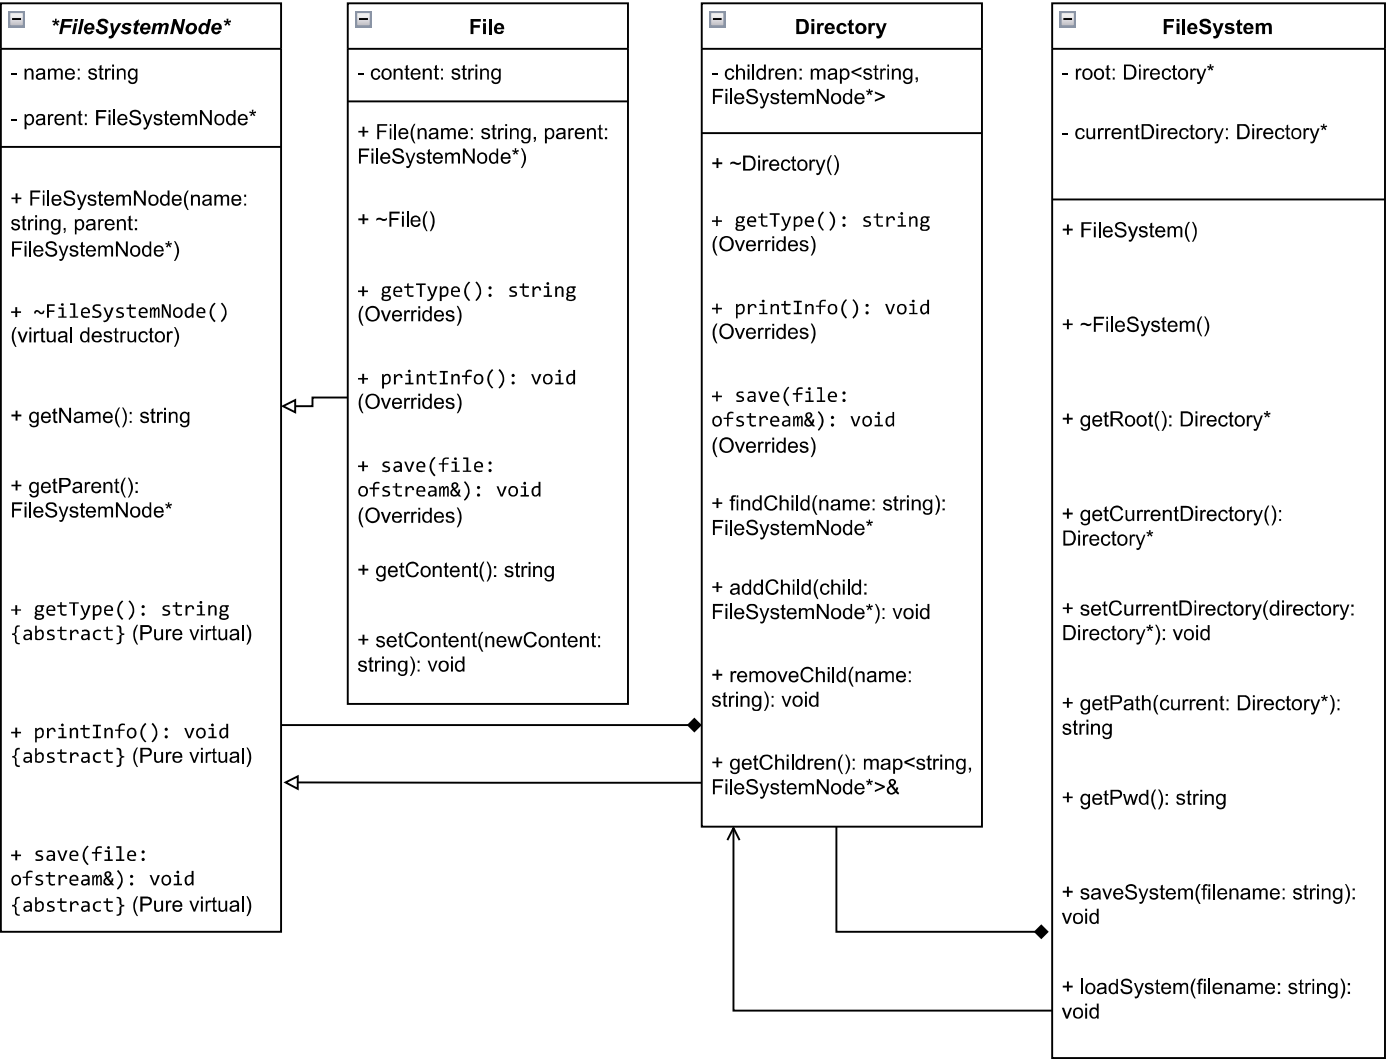 *FileSystemNode*
- name: string
- parent: FileSystemNode*
+ FileSystemNode(name:
string, parent:
FileSystemNode*)
+ ~FileSystemNode()
(virtual destructor)
+ getName(): string
+ getParent():
FileSystemNode*
+ getType(): string
{abstract} (Pure virtual)
+ printInfo(): void
{abstract} (Pure virtual)
+ save(file:
ofstream&): void
{abstract} (Pure virtual)
File
- content: string
+ File(name: string, parent:
FileSystemNode*)
+ ~File()
+ getType(): string
(Overrides)
+ printInfo(): void
(Overrides)
+ save(file:
ofstream&): void
(Overrides)
+ getContent(): string
+ setContent(newContent:
string): void
Directory
- children: map<string,
FileSystemNode*>
+ ~Directory()
+ getType(): string
(Overrides)
+ printInfo(): void
(Overrides)
+ save(file:
ofstream&): void
(Overrides)
+ findChild(name: string):
FileSystemNode*
+ addChild(child:
FileSystemNode*): void
+ removeChild(name:
string): void
+ getChildren(): map<string,
FileSystemNode*>&
FileSystem
- root: Directory*
- currentDirectory: Directory*
+ FileSystem()
+ ~FileSystem()
+ getRoot(): Directory*
+ getCurrentDirectory():
Directory*
+ setCurrentDirectory(directory:
Directory*): void
+ getPath(current: Directory*):
string
+ getPwd(): string
+ saveSystem(filename: string):
void
+ loadSystem(filename: string):
void